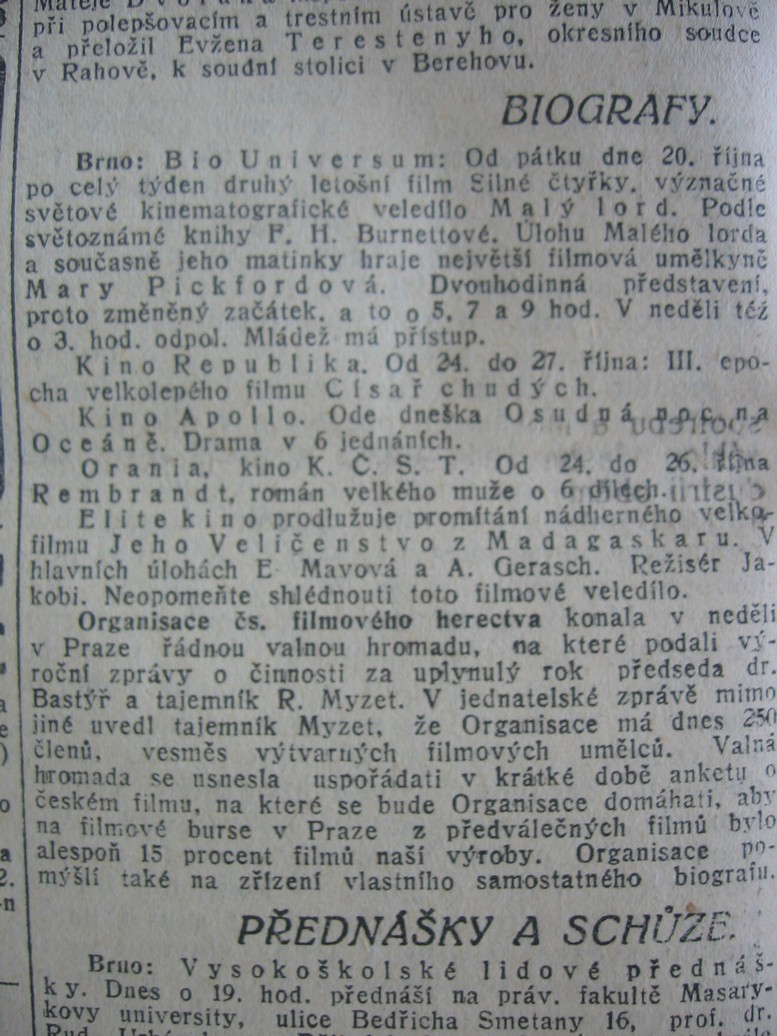 při polepšovacím a trestním ústavě pro ženy v Mikulově
a přeložil Evžena Terestenyho, okresního soudce
v Rahově, k soudní stolici v Berehovu.
BIOGRAFY.
Brno: Bio Universum: Od pátku dne 20. října
po celý týden druhý letošní film Silné čtyřky, význačné
světové kinematografické veledílo Malý lord. Podle
světoznámé knihy F. H. Burnettové. Úlohu Malého lorda
a současně jeho matinky hraje největší filmová umělkyně
Mary Pickfordová. Dvouhodinná představení,
proto změněný začátek, a to o 5, 7 a 9 hod. V neděli též
o 3. hod. odpol. Mládež má přístup.
Kino Republika. Od 24. do 27. října: III. epo-
cha velkolepého filmu Císař chudých.
Kino Apollo. Ode dneška Osudná noc na
Oceáně. Drama v 6 jednáních.
Orania, kino K. Č. S. T. Od 24. do 26. října
Rembrandt, román velkého muže o 6 dílech.
Elite kino prodlužuje promítání nádherného velko-
filmu Jeho Veličenstvo z Madagaskaru. V
hlavních úlohách E Mavová a A. Gerasch. Režisér Ja-
kobi. Neopomeňte shlédnouti toto filmové veledílo.
Organisace čs. filmového herectva konala v neděli
v Praze řádnou valnou hromadu, na které podali vý-
roční zprávy o činnosti za uplynulý rok předseda dr.
Bastýř a tajemník R. Myzet. V jednatelské zprávě mimo
jiné uvedl tajemník Myzet, že Organisace má dnes 250
členů, vesměs výtvarných filmových umělců. Valná
hromada se usnesla uspořádati v krátké době anketu o
českém filmu, na které se bude Organisace domáhati, aby
na filmové burse v Praze z předválečných filmů bylo
alespoň 15 procent filmů naší výroby. Organisace po-
mýšlí také na zřízení vlastního samostatného biografu.
PŘEDNÁŠKY A SCHŮZE.
Brno: Vysokoškolské lidové přednáš-
ky. Dnes o 19. hod. přednáší na práv. fakultě Masary-
kovy university, ulice Bedřicha Smetany 16, prof. dr.